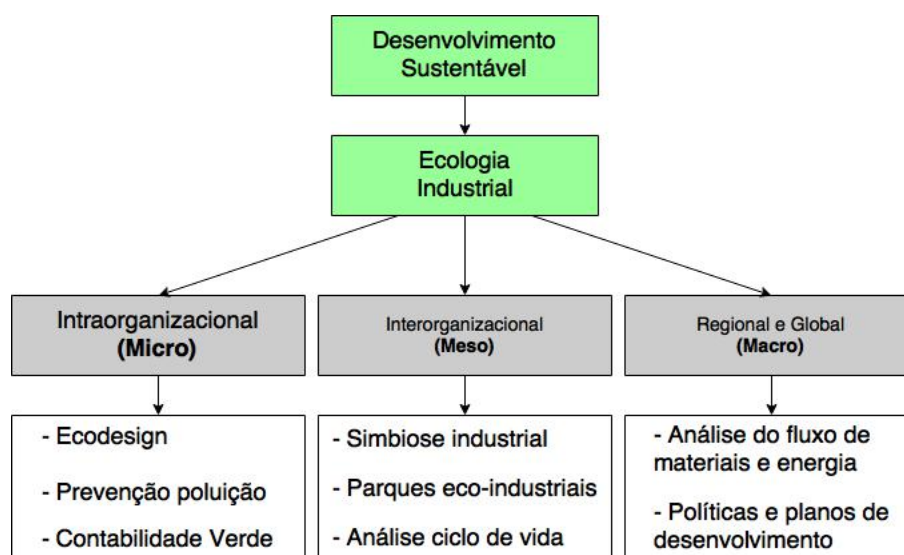 Desenvolvimento
Sustentável
Ecologia
Industrial
Intraorganizacional
(Micro)
Interorganizacional
(Meso)
Regional e Global
(Macro)
- Ecodesign
- Prevenção poluição
- Contabilidade Verde
- Simbiose industrial
- Parques eco-industriais
- Análise ciclo de vida
- Análise do fluxo de
materiais e energia
- Políticas e planos de
desenvolvimento